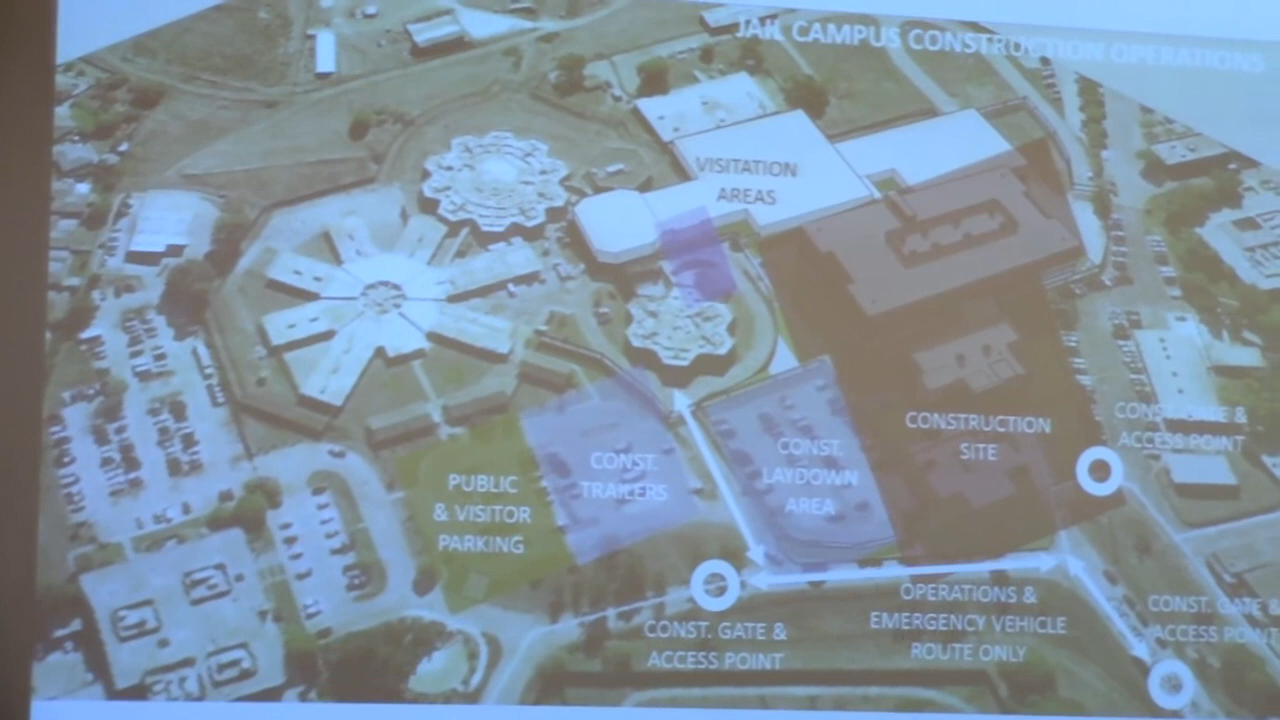 JAIL CAMPUS CONSTRUCTION OPERATIONS
VISITATION
AREAS
CONSTRUCTION
SITE
CONST. GATE &
ACCESS POINT
CONST.
TRAILERS
CONST.
LAYDOWN
AREA
PUBLIC
& VISITOR
PARKING
CONST. GATE &
ACCESS POINT
OPERATIONS &
EMERGENCY VEHICLE
ROUTE ONLY
CONST. GATE &
ACCESS POINT